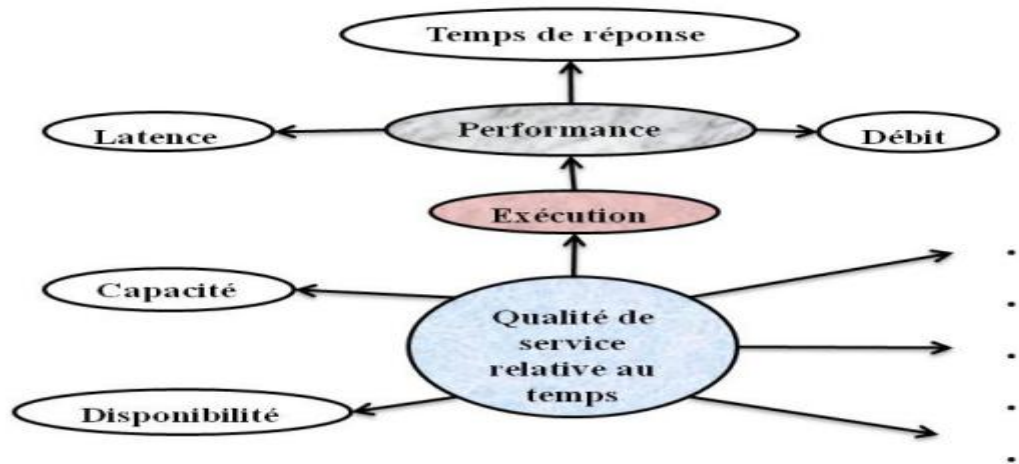 Temps de réponse
Latence
Performance
Débit
Exécution
Capacité
Qualité de
service
relative au
temps
Disponibilité